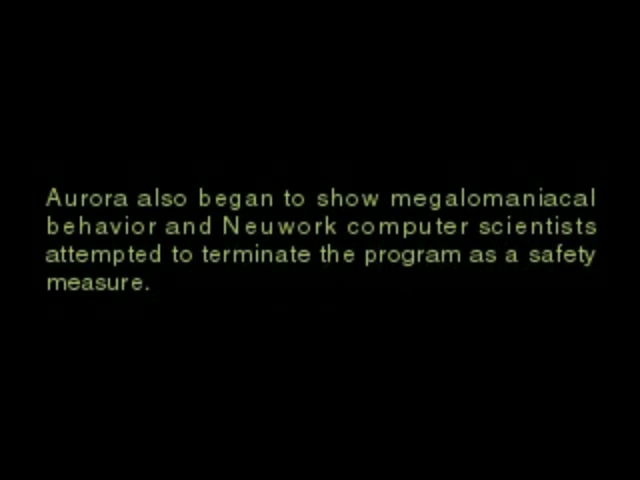 Aurora also began to show megalomaniacal
behavior and Neuwork computer scientists
attempted to terminate the program as a safety
measure.